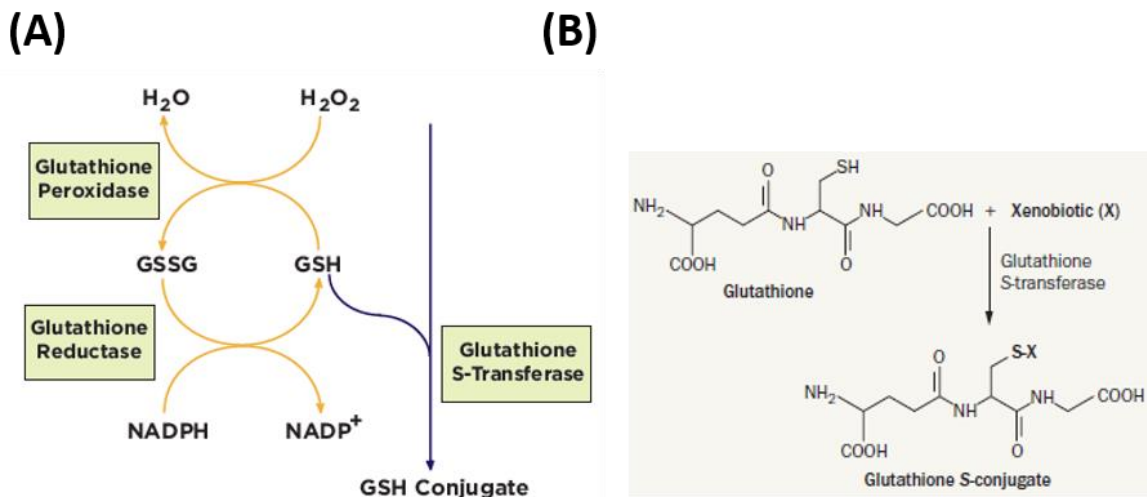 (A)
H₂O
H₂O₂
Glutathione
Peroxidase
GSSG
GSH
Glutathione
Reductase
Glutathione
S-Transferase
NADPH
NADP⁺
GSH Conjugate
(B)
O
SH
NH₂
NH
NH
COOH + Xenobiotic (X)
COOH
O
Glutathione
Glutathione
S-transferase
O
S-X
NH₂
NH
NH
COOH
COOH
O
Glutathione S-conjugate